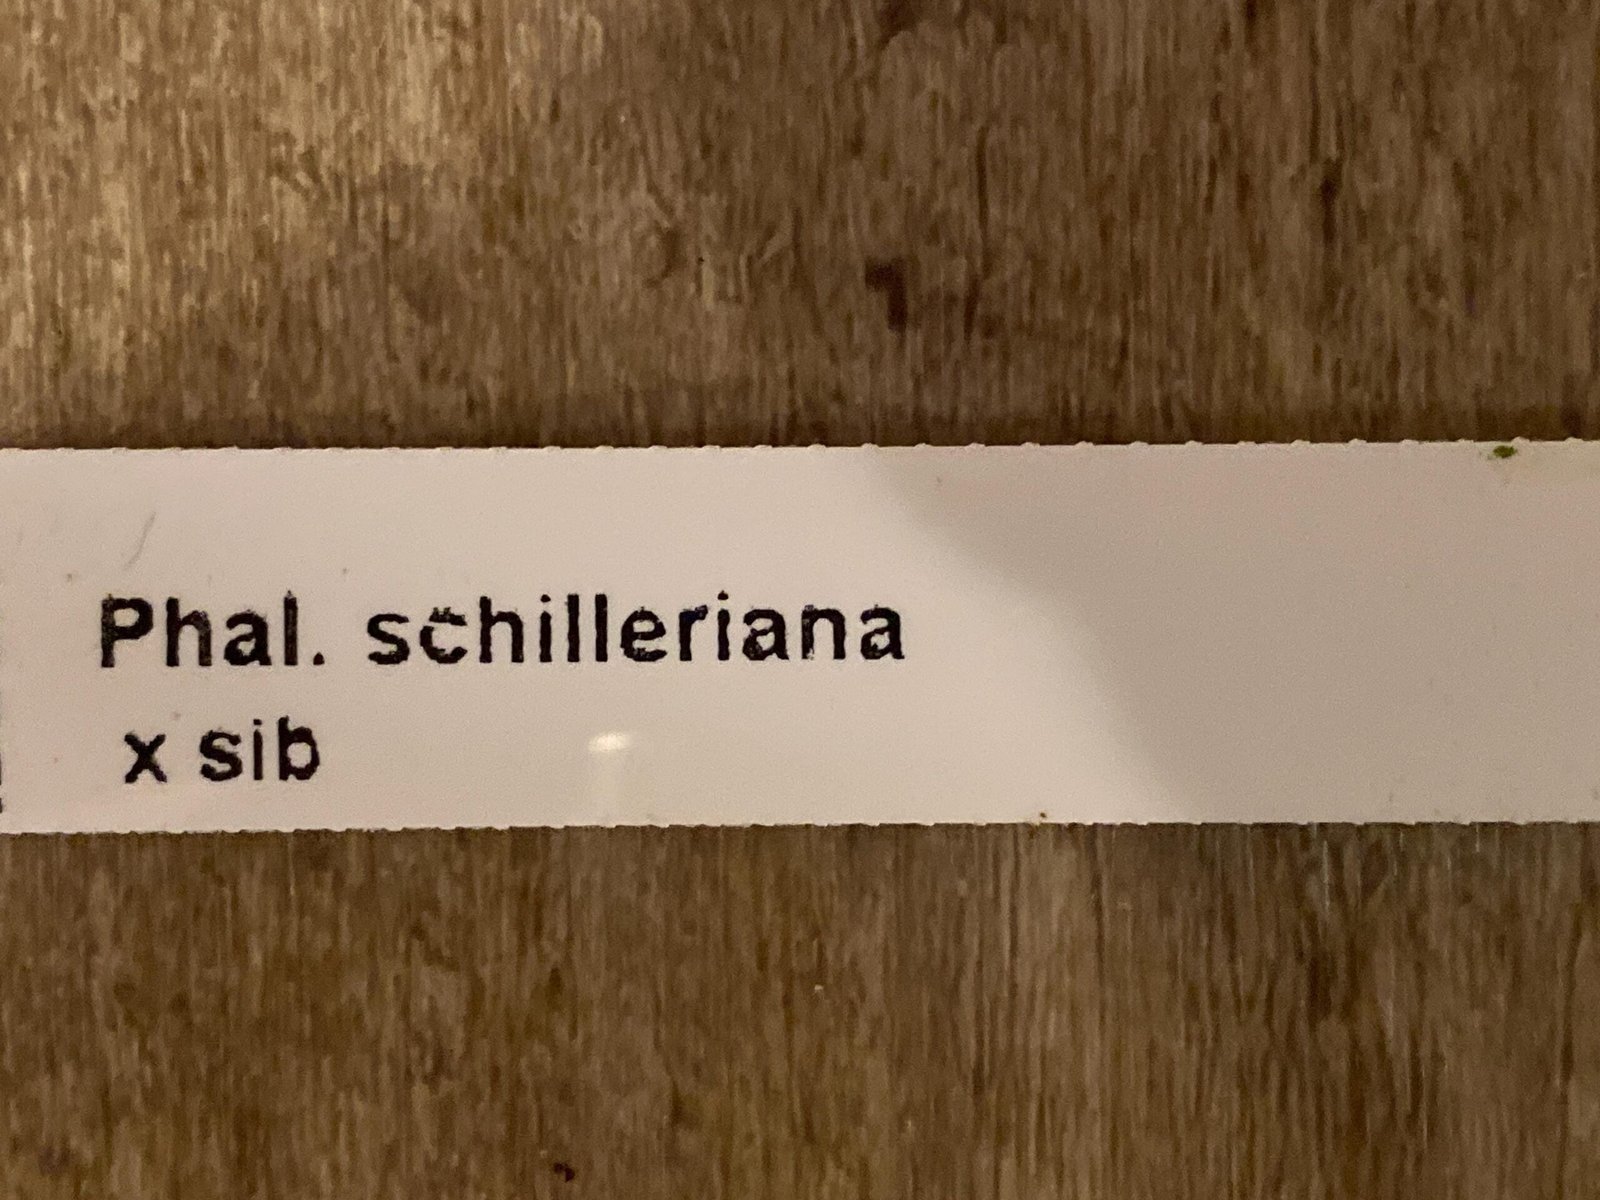 Phal. schilleriana
x sib